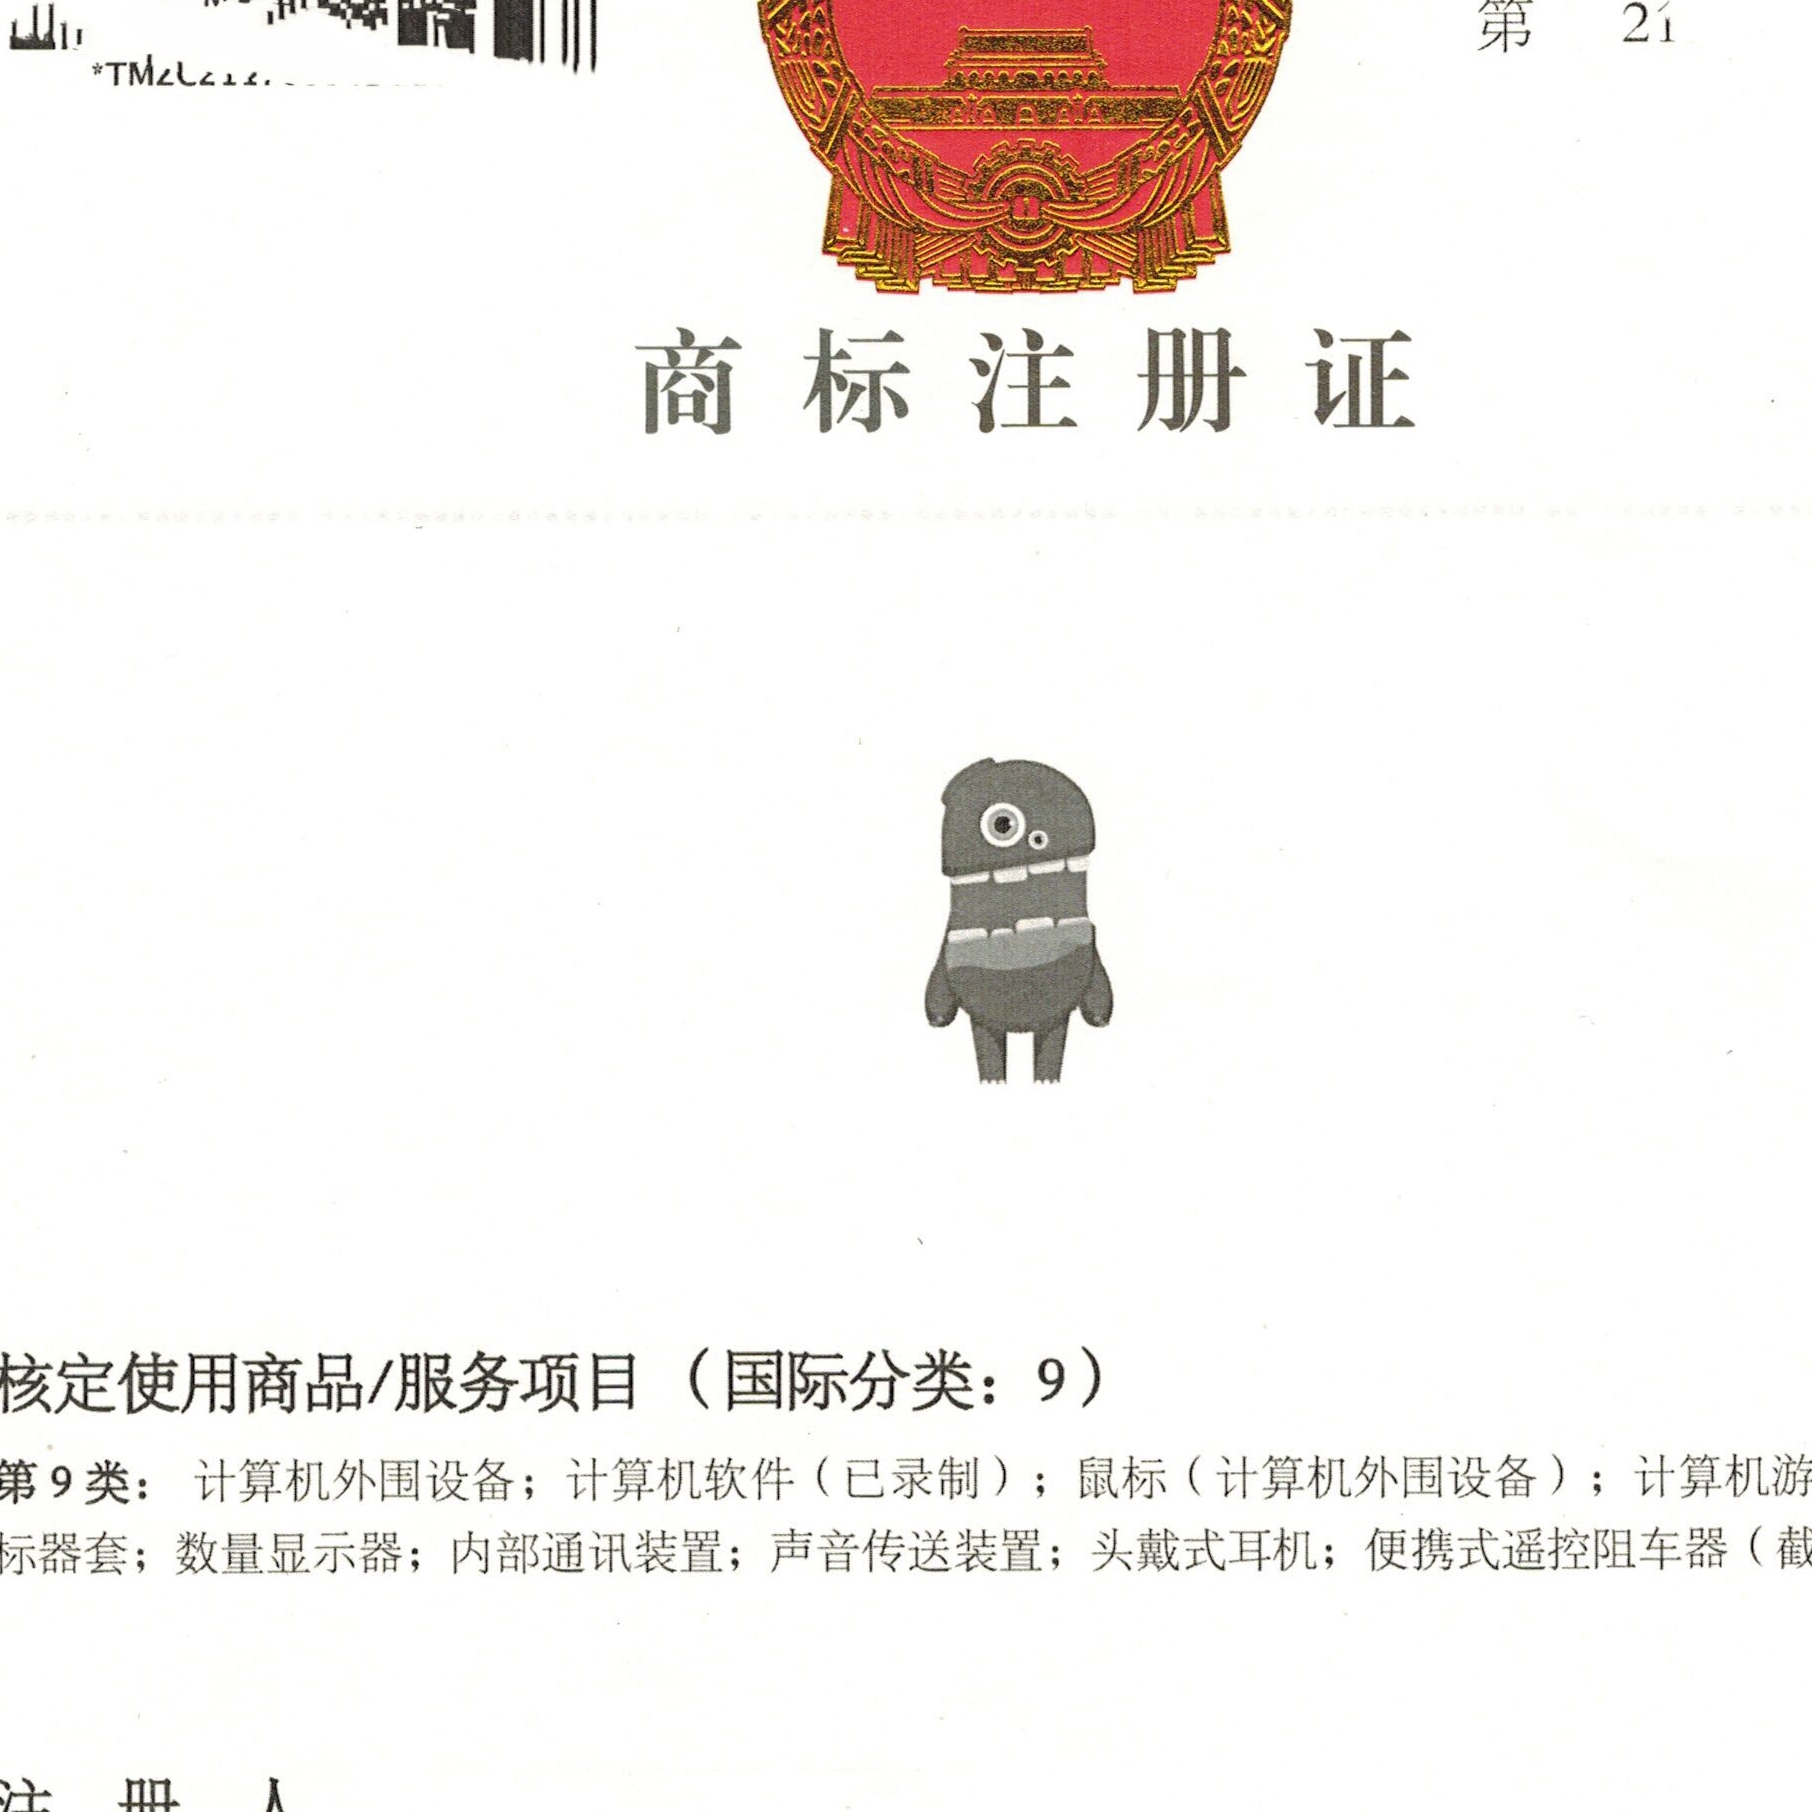 第 21
商标注册证
核定使用商品/服务项目（国际分类：9）
第9类： 计算机外围设备；计算机软件（已录制）；鼠标（计算机外围设备）；计算机游
标器套；数量显示器；内部通讯装置；声音传送装置；头戴式耳机；便携式遥控阻车器（截
注 册 人